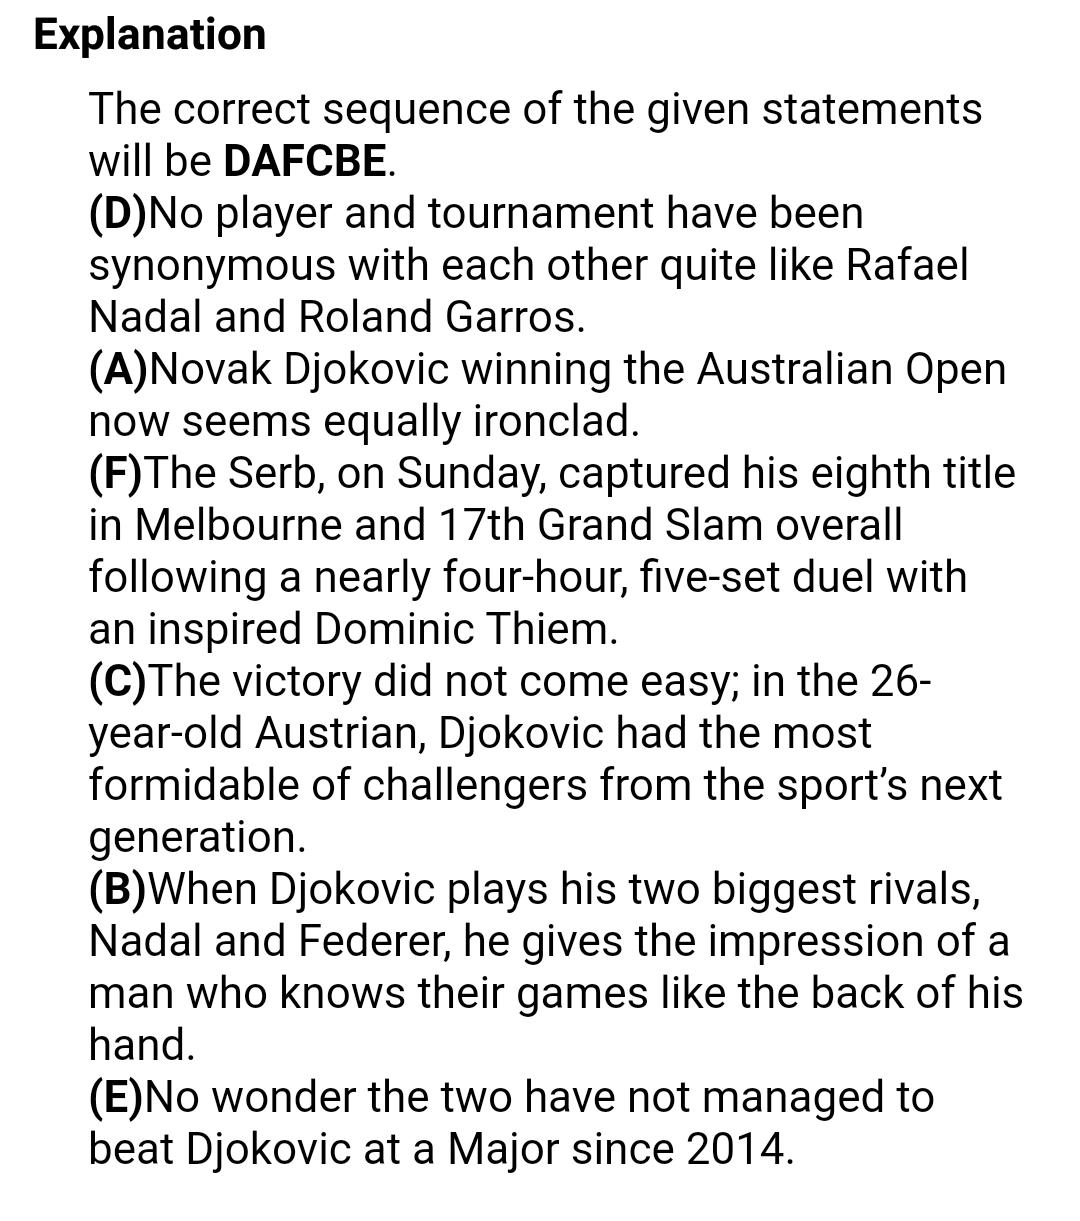 Explanation
The correct sequence of the given statements
will be DAFCBE.
(D)No player and tournament have been
synonymous with each other quite like Rafael
Nadal and Roland Garros.
(A)Novak Djokovic winning the Australian Open
now seems equally ironclad.
(F)The Serb, on Sunday, captured his eighth title
in Melbourne and 17th Grand Slam overall
following a nearly four-hour, five-set duel with
an inspired Dominic Thiem.
(C)The victory did not come easy; in the 26-
year-old Austrian, Djokovic had the most
formidable of challengers from the sport’s next
generation.
(B)When Djokovic plays his two biggest rivals,
Nadal and Federer, he gives the impression of a
man who knows their games like the back of his
hand.
(E)No wonder the two have not managed to
beat Djokovic at a Major since 2014.